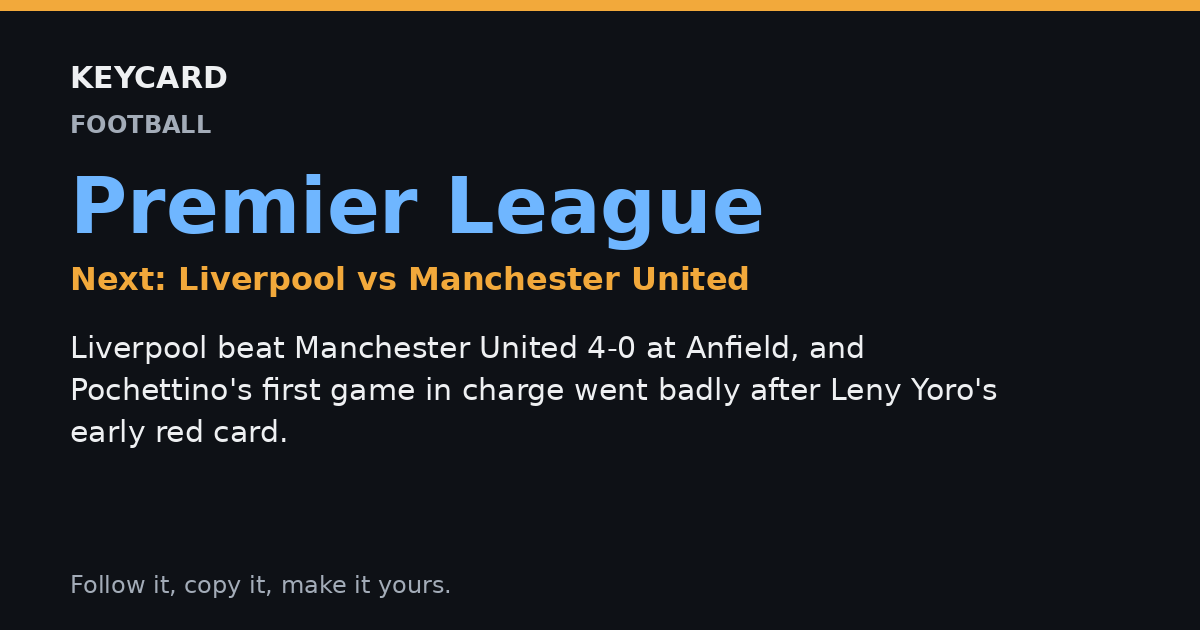 KEYCARD
FOOTBALL
Premier League
Next: Liverpool vs Manchester United
Liverpool beat Manchester United 4-0 at Anfield, and
Pochettino's first game in charge went badly after Leny Yoro's
early red card.
Follow it, copy it, make it yours.